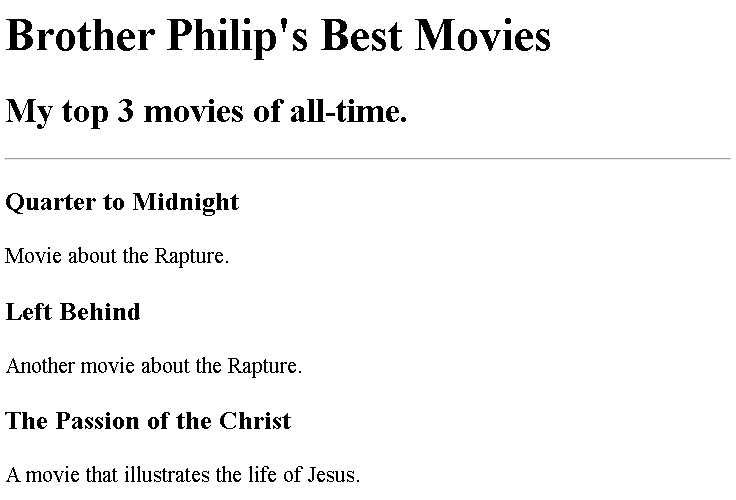 Brother Philip's Best Movies
My top 3 movies of all-time.
Quarter to Midnight
Movie about the Rapture.
Left Behind
Another movie about the Rapture.
The Passion of the Christ
A movie that illustrates the life of Jesus.